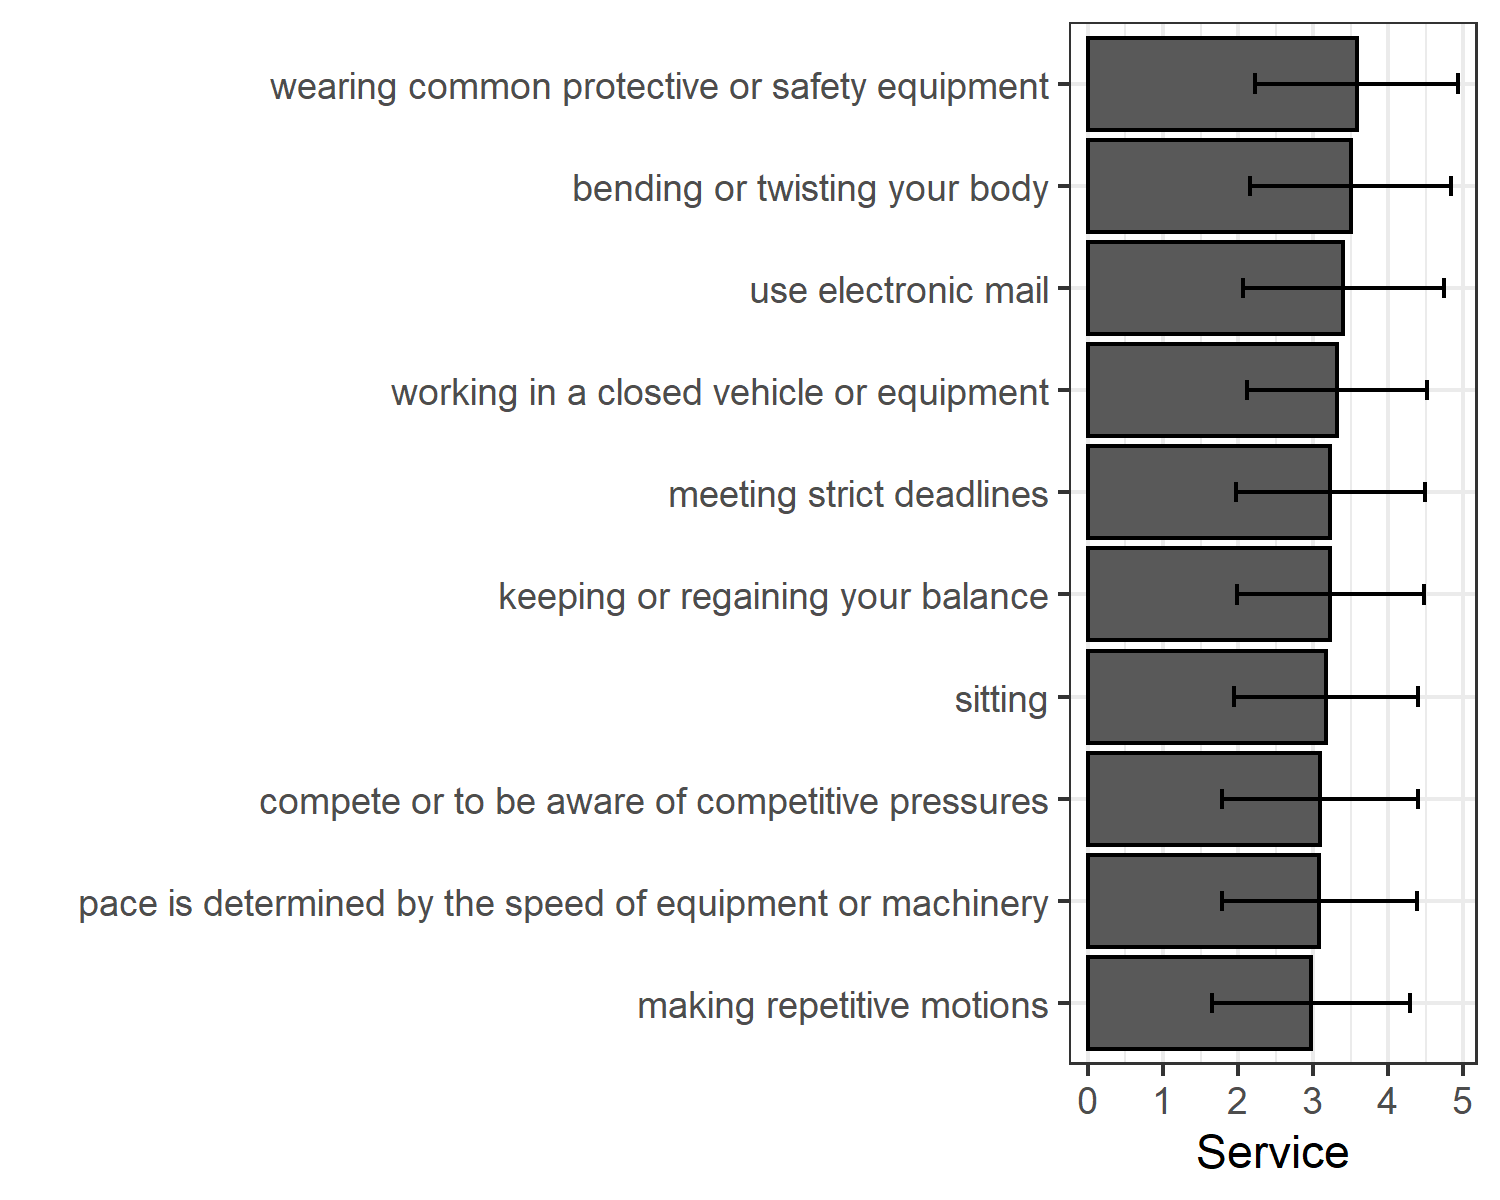 wearing common protective or safety equipment
bending or twisting your body
use electronic mail
working in a closed vehicle or equipment
meeting strict deadlines
keeping or regaining your balance
sitting
compete or to be aware of competitive pressures
pace is determined by the speed of equipment or machinery
making repetitive motions
0 1 2 3 4 5
Service